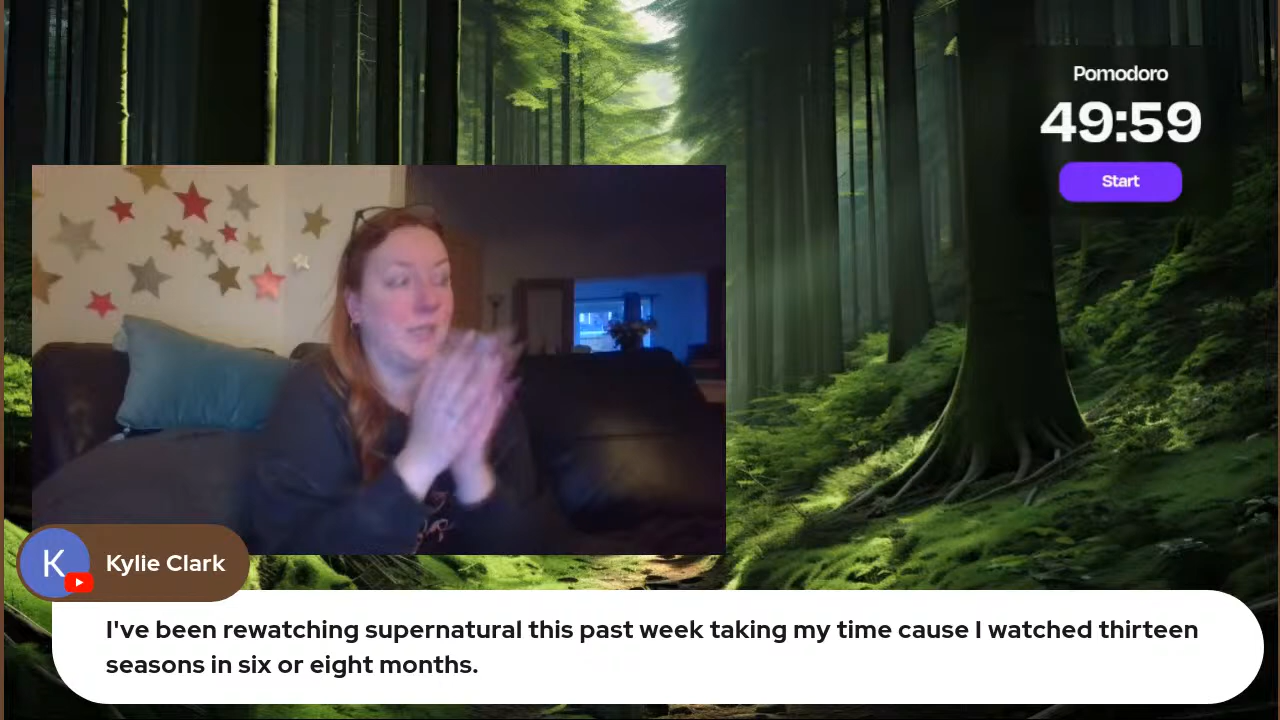 Pomodoro
49:59
Start
K
Kylie Clark
I've been rewatching supernatural this past week taking my time cause I watched thirteen
seasons in six or eight months.